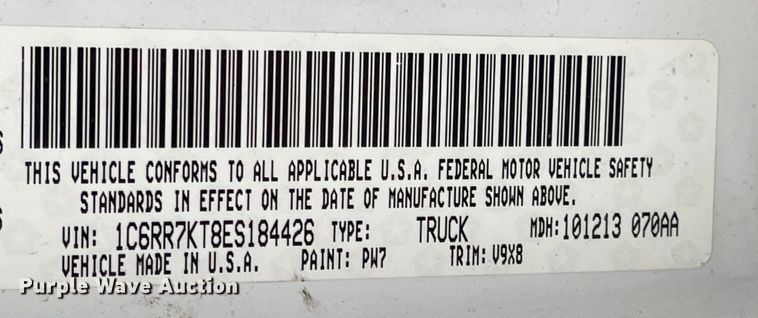 THIS VEHICLE CONFORMS TO ALL APPLICABLE U.S.A. FEDERAL MOTOR VEHICLE SAFETY
STANDARDS IN EFFECT ON THE DATE OF MANUFACTURE SHOWN ABOVE.
VIN: 1C6RR7KT8ES184426 TYPE: TRUCK MDH: 101213 070AA
VEHICLE MADE IN U.S.A. PAINT: PW7 TRIM: V9X8
Purple Wave Auction